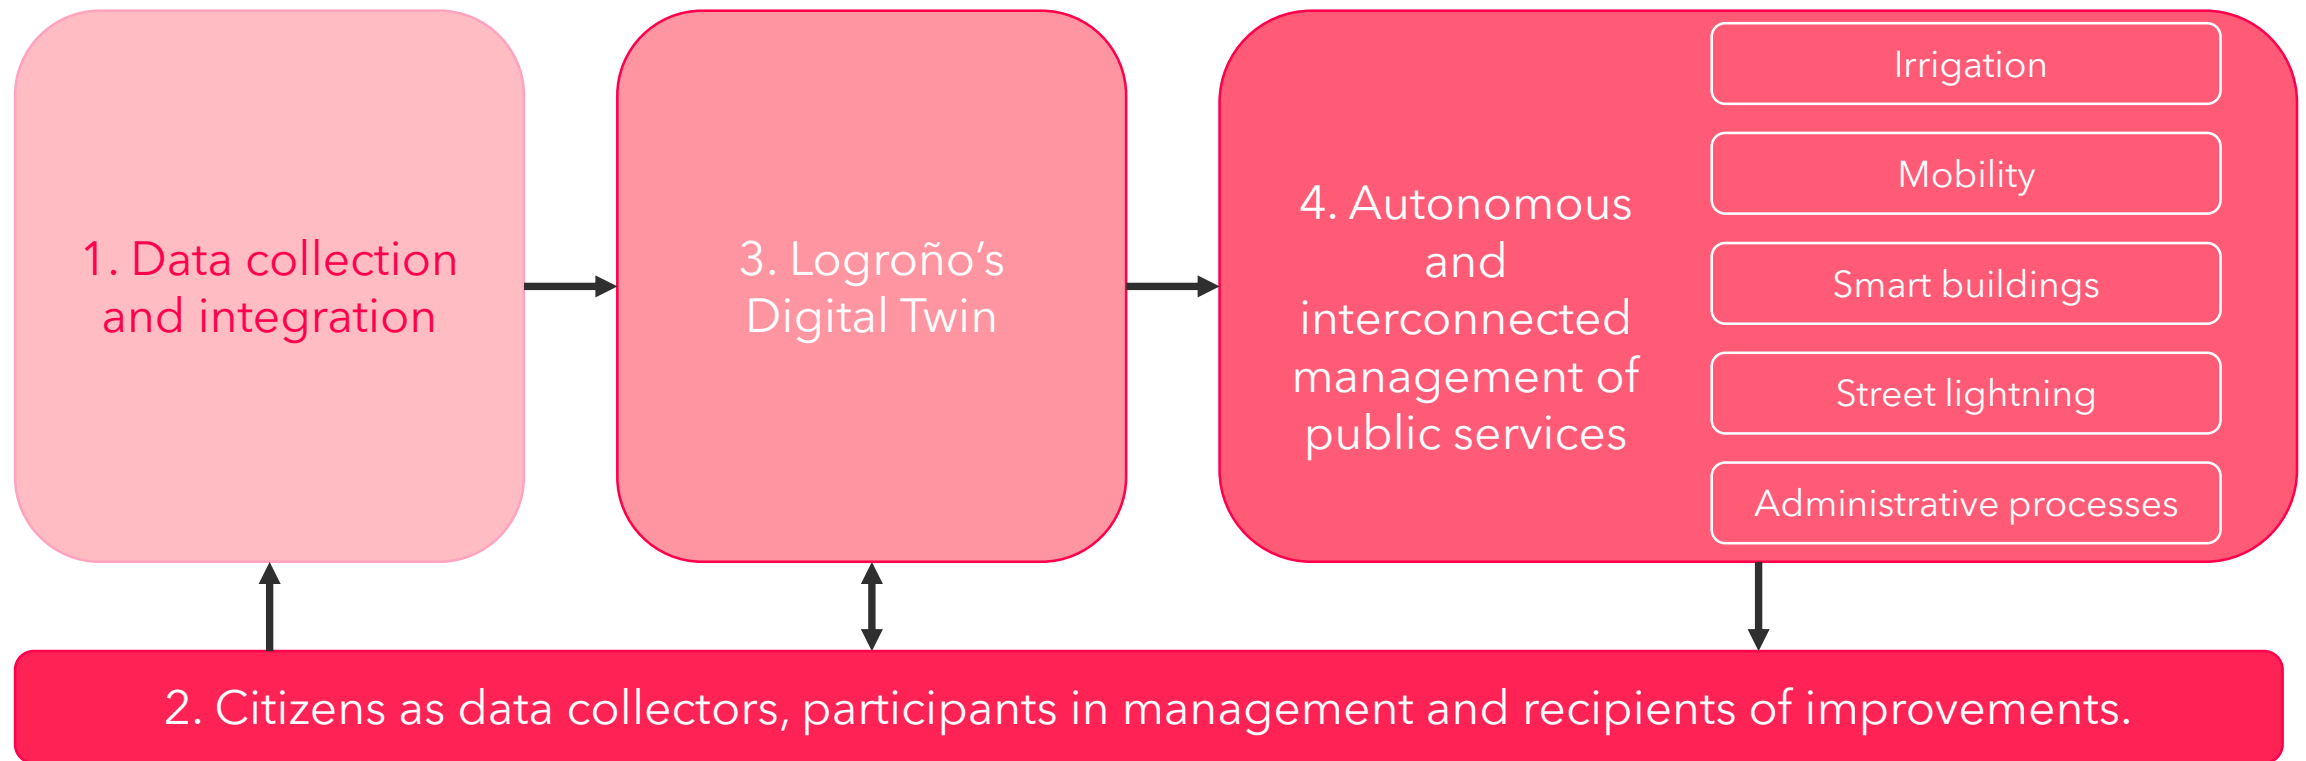 1. Data collection
and integration
3. Logroño’s
Digital Twin
4. Autonomous
and
interconnected
management of
public services
Irrigation
Mobility
Smart buildings
Street lightning
Administrative processes
2. Citizens as data collectors, participants in management and recipients of improvements.